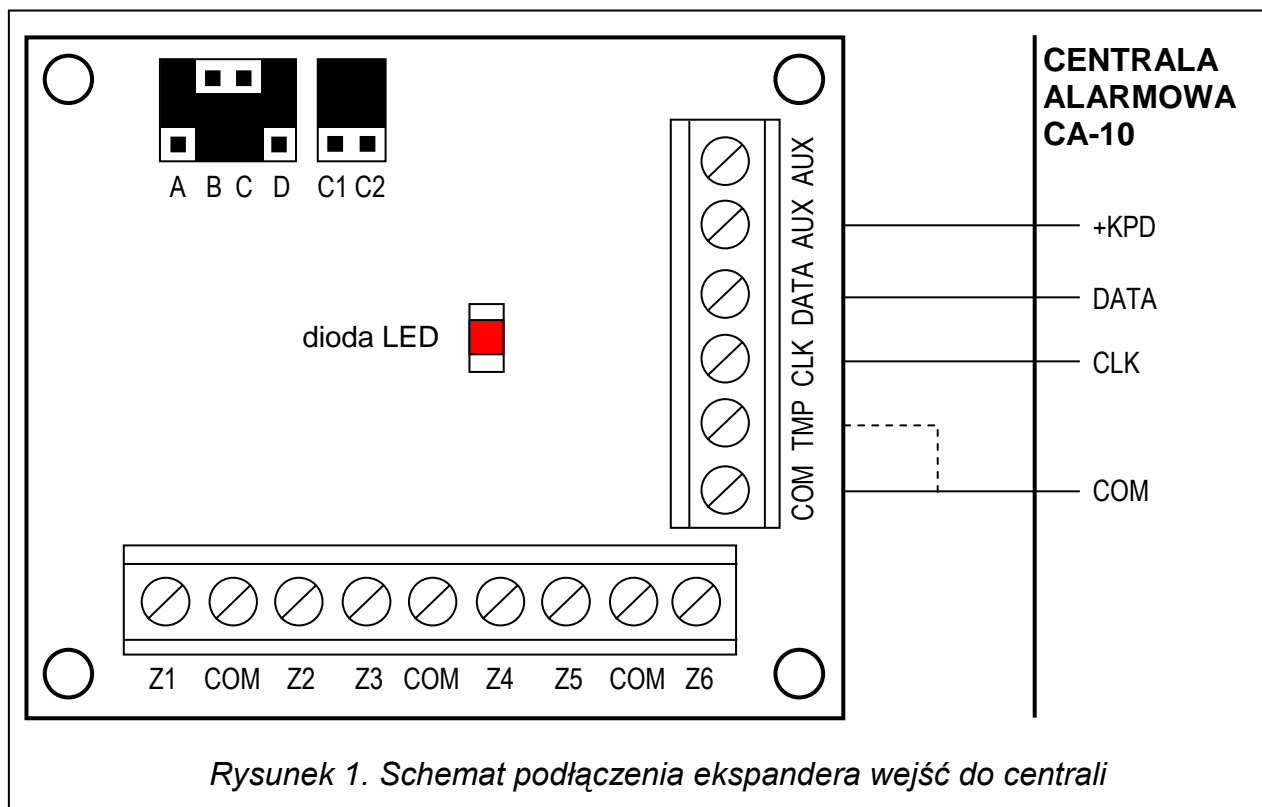 CENTRALA
ALARMOWA
CA-10
A B C D C1 C2
AUX
AUX
DATA
CLK
TMP
COM
+KPD
DATA
CLK
COM
dioda LED
Z1 COM Z2 Z3 COM Z4 Z5 COM Z6
Rysunek 1. Schemat podłączenia ekspandera wejść do centrali